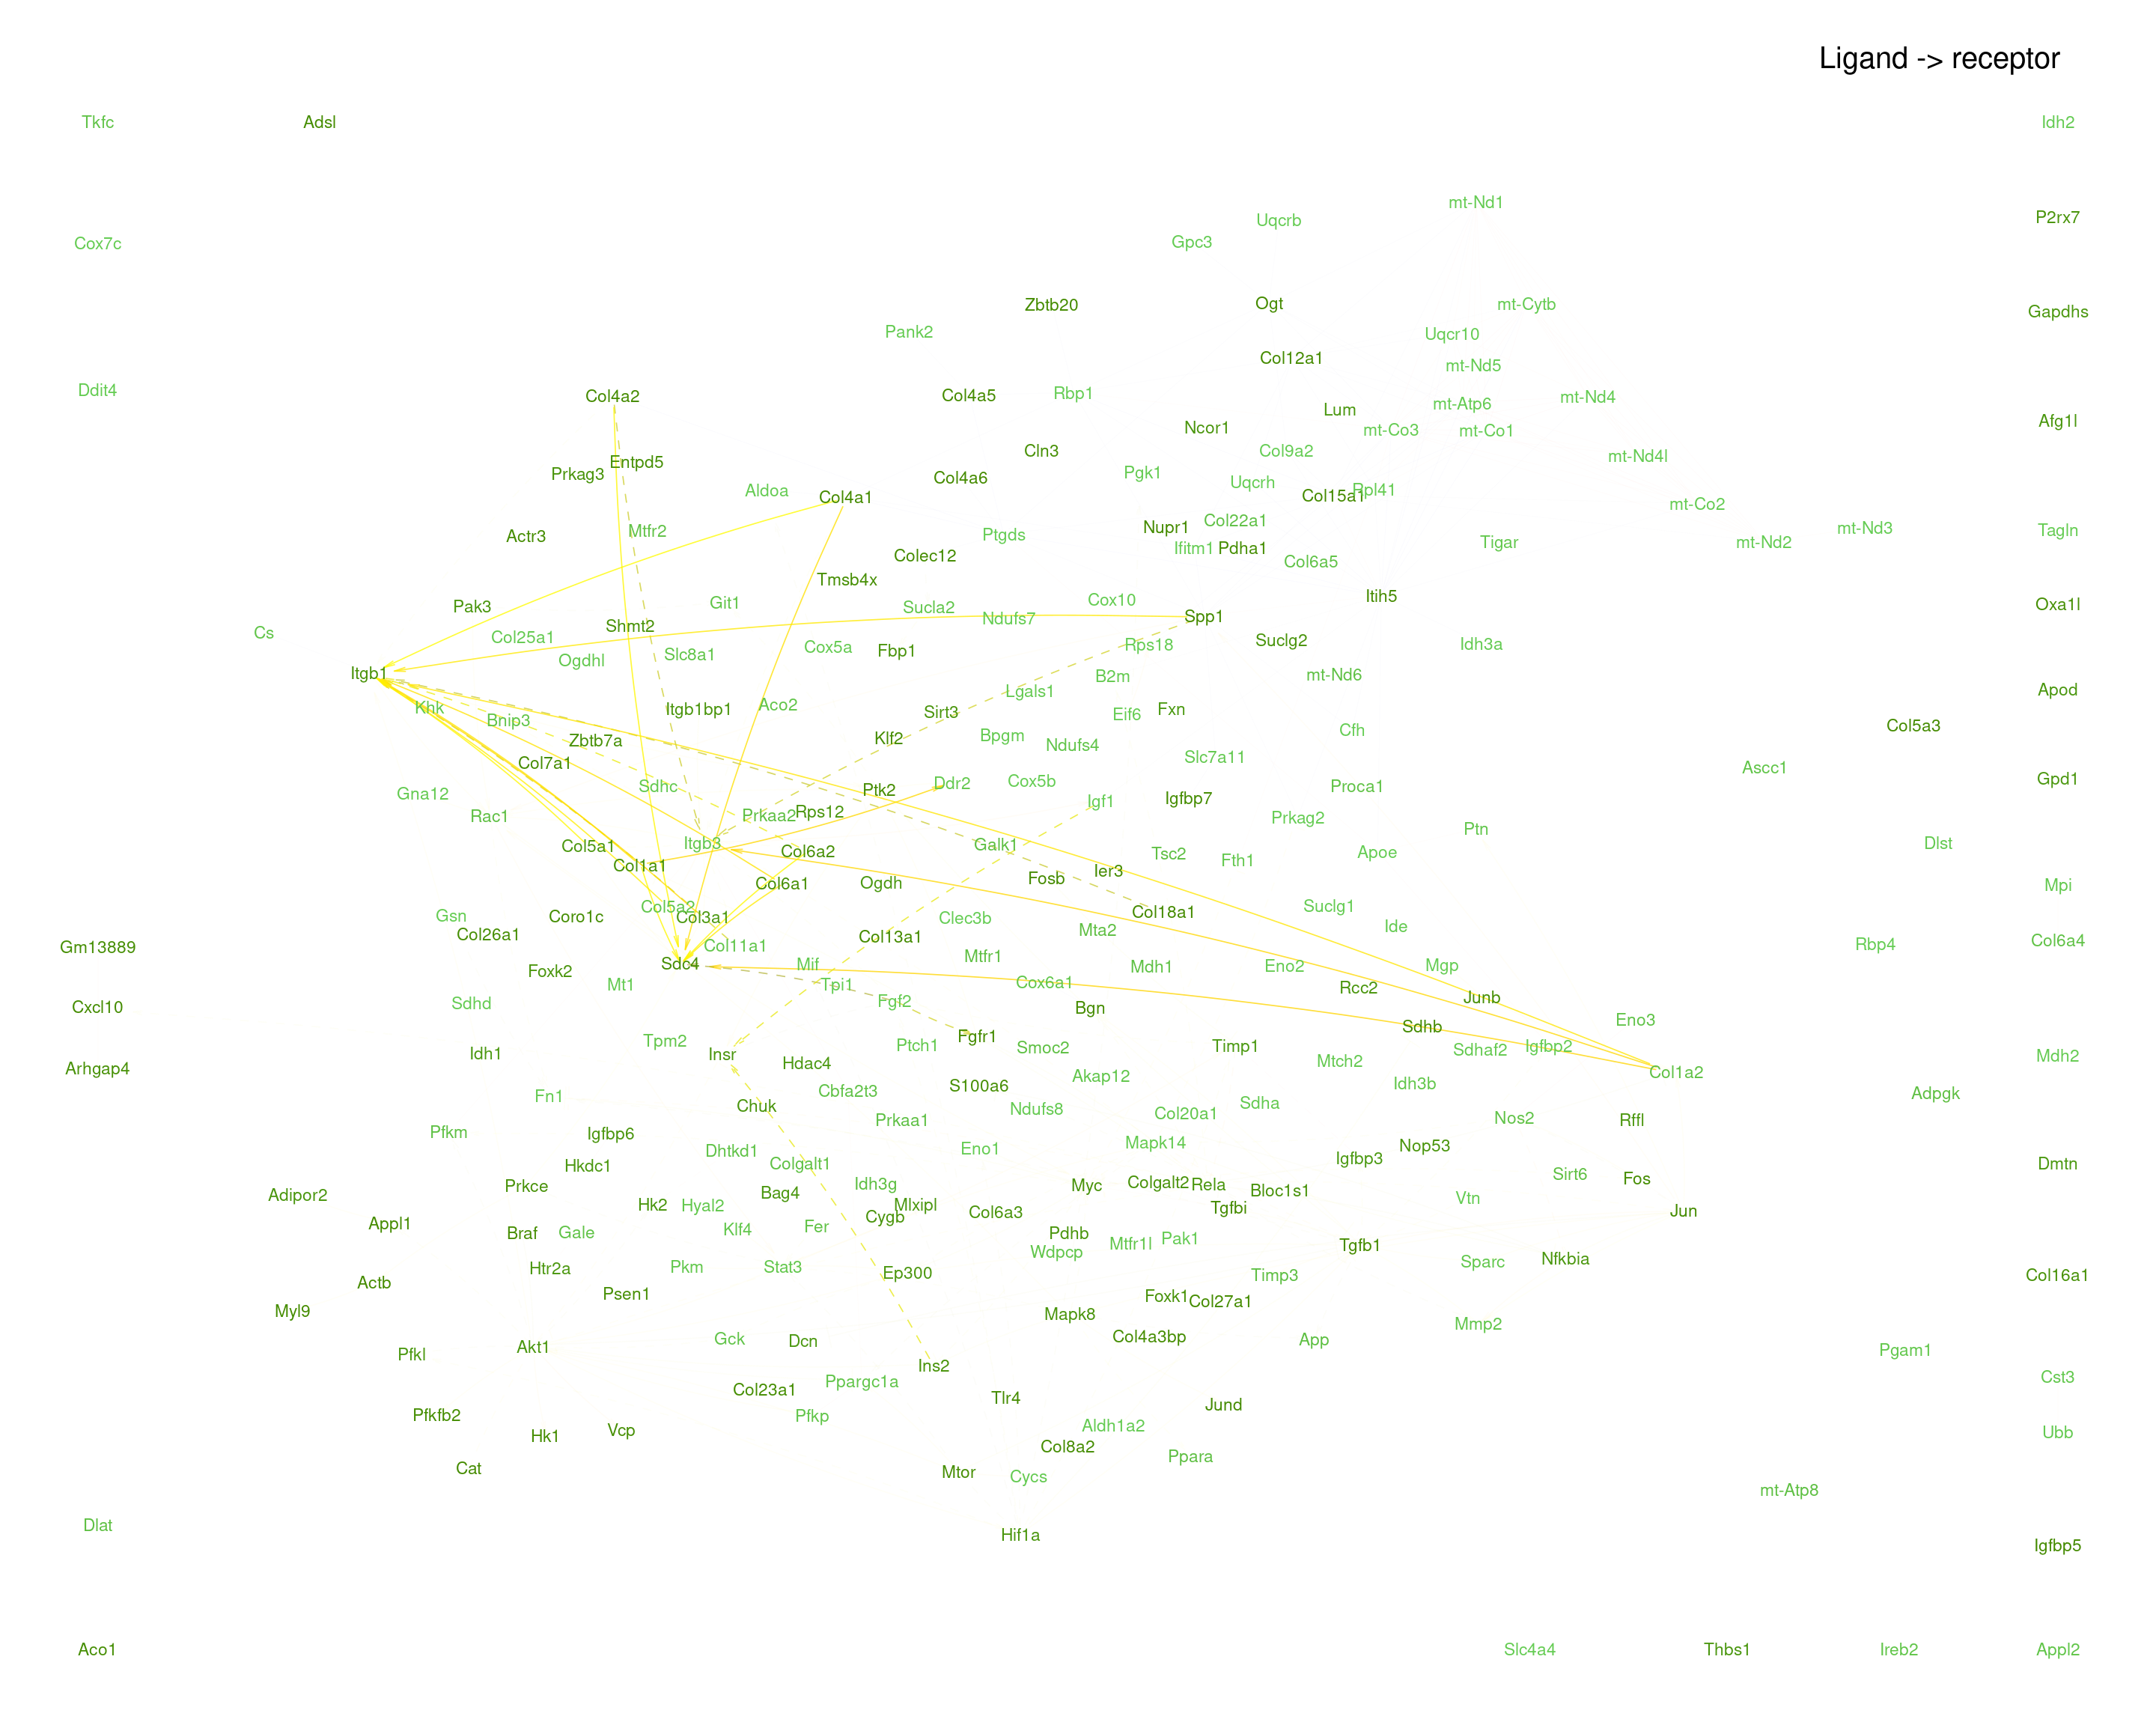 Ligand -> receptor
Tkfc
Adsl
Idh2
mt-Nd1
P2rx7
Uqcrb
Gpc3
Cox7c
Zbtb20
Ogt
mt-Cytb
Gapdhs
Pank2
Uqcr10
Col12a1
mt-Nd5
Ddit4
Col4a2
Col4a5
Rbp1
mt-Nd4
mt-Atp6
Lum
Afg1l
Ncor1
mt-Co3
mt-Co1
Cln3
Col9a2
mt-Nd4l
Entpd5
Prkag3
Pgk1
Col4a6
Uqcrh
Aldoa
Rpl41
Col4a1
Col15a1
mt-Co2
Col22a1
Nupr1
mt-Nd3
Mtfr2
Tagln
Actr3
Ptgds
Tigar
mt-Nd2
Ifitm1
Pdha1
Colec12
Col6a5
Tmsb4x
Itih5
Cox10
Git1
Oxa1l
Pak3
Sucla2
Spp1
Ndufs7
Shmt2
Cs
Col25a1
Suclg2
Idh3a
Rps18
Cox5a
Fbp1
Slc8a1
Ogdhl
Itgb1
mt-Nd6
B2m
Apod
Lgals1
Aco2
Khk
Itgb1bp1
Sirt3
Fxn
Eif6
Bnip3
Col5a3
Cfh
Bpgm
Klf2
Zbtb7a
Ndufs4
Slc7a11
Col7a1
Ascc1
Gpd1
Cox5b
Ddr2
Sdhc
Proca1
Ptk2
Gna12
Igfbp7
Igf1
Rps12
Prkaa2
Rac1
Prkag2
Ptn
Itgb3
Dlst
Galk1
Col5a1
Col6a2
Apoe
Tsc2
Fth1
Col1a1
Ier3
Fosb
Col6a1
Ogdh
Mpi
Suclg1
Col5a2
Col18a1
Gsn
Coro1c
Col3a1
Clec3b
Ide
Mta2
Col26a1
Col13a1
Col6a4
Rbp4
Gm13889
Col11a1
Mtfr1
Sdc4
Mif
Mgp
Eno2
Mdh1
Foxk2
Cox6a1
Mt1
Tpi1
Rcc2
Junb
Fgf2
Sdhd
Cxcl10
Bgn
Eno3
Sdhb
Fgfr1
Tpm2
Ptch1
Timp1
Igfbp2
Smoc2
Sdhaf2
Idh1
Insr
Mdh2
Mtch2
Hdac4
Arhgap4
Col1a2
Akap12
Idh3b
S100a6
Cbfa2t3
Adpgk
Fn1
Sdha
Chuk
Ndufs8
Col20a1
Nos2
Prkaa1
Rffl
Pfkm
Igfbp6
Mapk14
Nop53
Eno1
Dhtkd1
Igfbp3
Colgalt1
Dmtn
Hkdc1
Sirt6
Fos
Colgalt2
Idh3g
Rela
Myc
Prkce
Bloc1s1
Bag4
Adipor2
Vtn
Hk2
Hyal2
Mlxipl
Tgfbi
Jun
Col6a3
Cygb
Appl1
Fer
Klf4
Braf
Gale
Pdhb
Pak1
Mtfr1l
Tgfb1
Wdpcp
Nfkbia
Sparc
Stat3
Pkm
Htr2a
Ep300
Timp3
Col16a1
Actb
Psen1
Foxk1
Col27a1
Myl9
Mapk8
Mmp2
Col4a3bp
Gck
App
Dcn
Akt1
Pgam1
Pfkl
Ins2
Cst3
Ppargc1a
Col23a1
Tlr4
Jund
Pfkfb2
Pfkp
Aldh1a2
Vcp
Ubb
Hk1
Col8a2
Ppara
Cat
Mtor
Cycs
mt-Atp8
Dlat
Hif1a
Igfbp5
Aco1
Slc4a4
Thbs1
Ireb2
Appl2